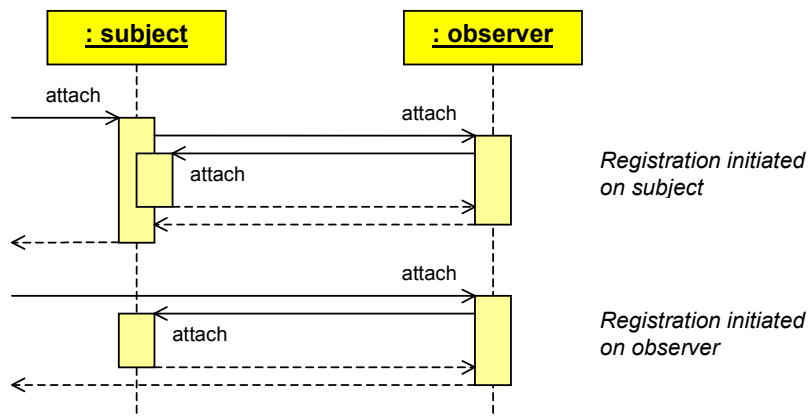 : subject
: observer
attach
attach
attach
Registration initiated
on subject
attach
attach
Registration initiated
on observer